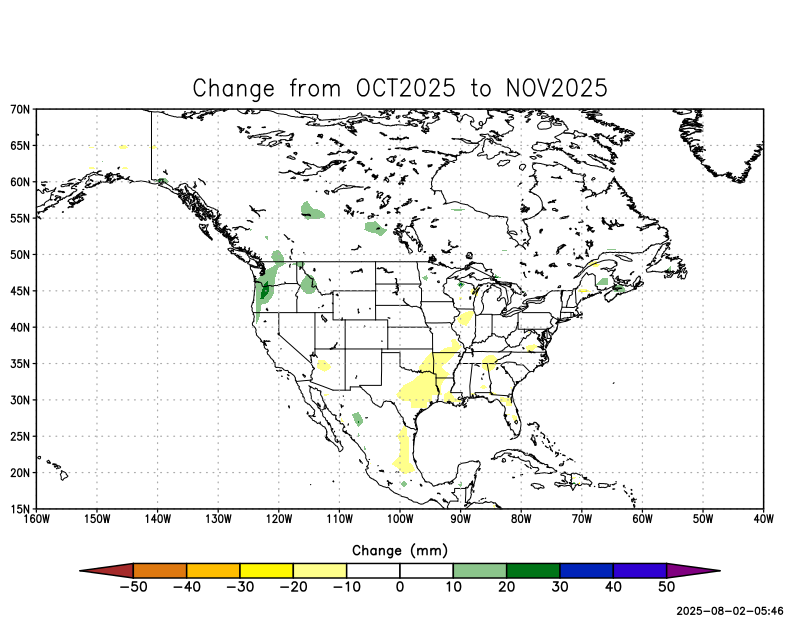 Change from OCT2025 to NOV2025
70N
65N
60N
55N
50N
45N
40N
35N
30N
25N
20N
15N
160W 150W 140W 130W 120W 110W 100W 90W 80W 70W 60W 50W 40W
Change (mm)
−50 −40 −30 −20 −10 0 10 20 30 40 50
2025-08-02-05:46